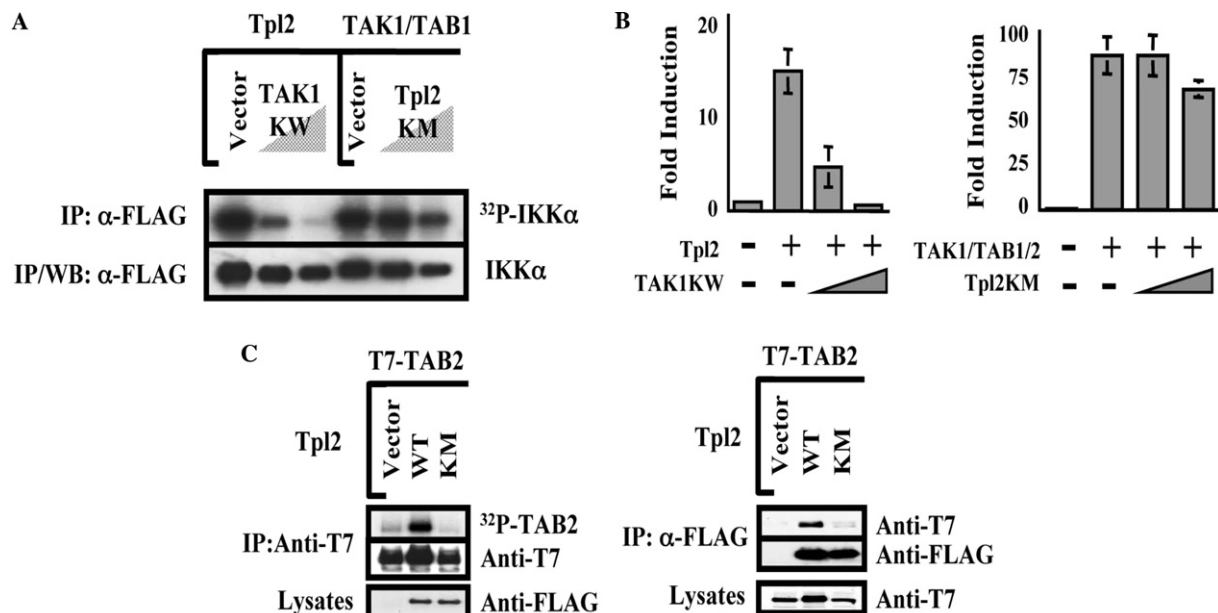 A
Tpl2 TAK1/TAB1
Vector TAK1 KW Vector Tpl2 KM
IP: α-FLAG ³²P-IKKα
IP/WB: α-FLAG IKKα
B
Fold Induction
20
10
0
Tpl2 - + + +
TAK1KW - -
Fold Induction
100
75
50
25
0
TAK1/TAB1/2 - + + +
Tpl2KM - -
C
T7-TAB2
Tpl2 Vector WT KM
IP:Anti-T7 ³²P-TAB2
Anti-T7
Lysates Anti-FLAG
T7-TAB2
Tpl2 Vector WT KM
IP: α-FLAG Anti-T7
Anti-FLAG
Lysates Anti-T7